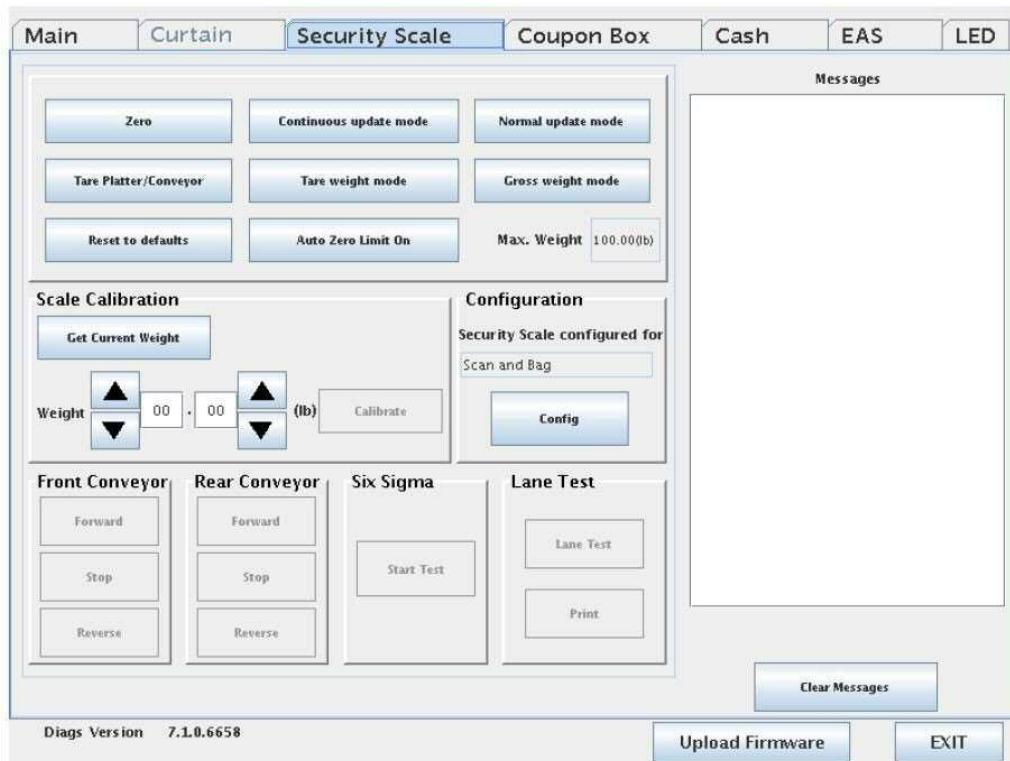 Main Curtain Security Scale Coupon Box Cash EAS LED
Messages
Zero Continuous update mode Normal update mode
Tare Platter/Conveyor Tare weight mode Gross weight mode
Reset to defaults Auto Zero Limit On Max. Weight 100.00(lb)
Scale Calibration
Get Current Weight
Weight 00 . 00 (lb) Calibrate
Configuration
Security Scale configured for
Scan and Bag
Config
Front Conveyor
Forward
Stop
Reverse
Rear Conveyor
Forward
Stop
Reverse
Six Sigma
Start Test
Lane Test
Lane Test
Print
Clear Messages
Diags Version 7.1.0.6658
Upload Firmware EXIT